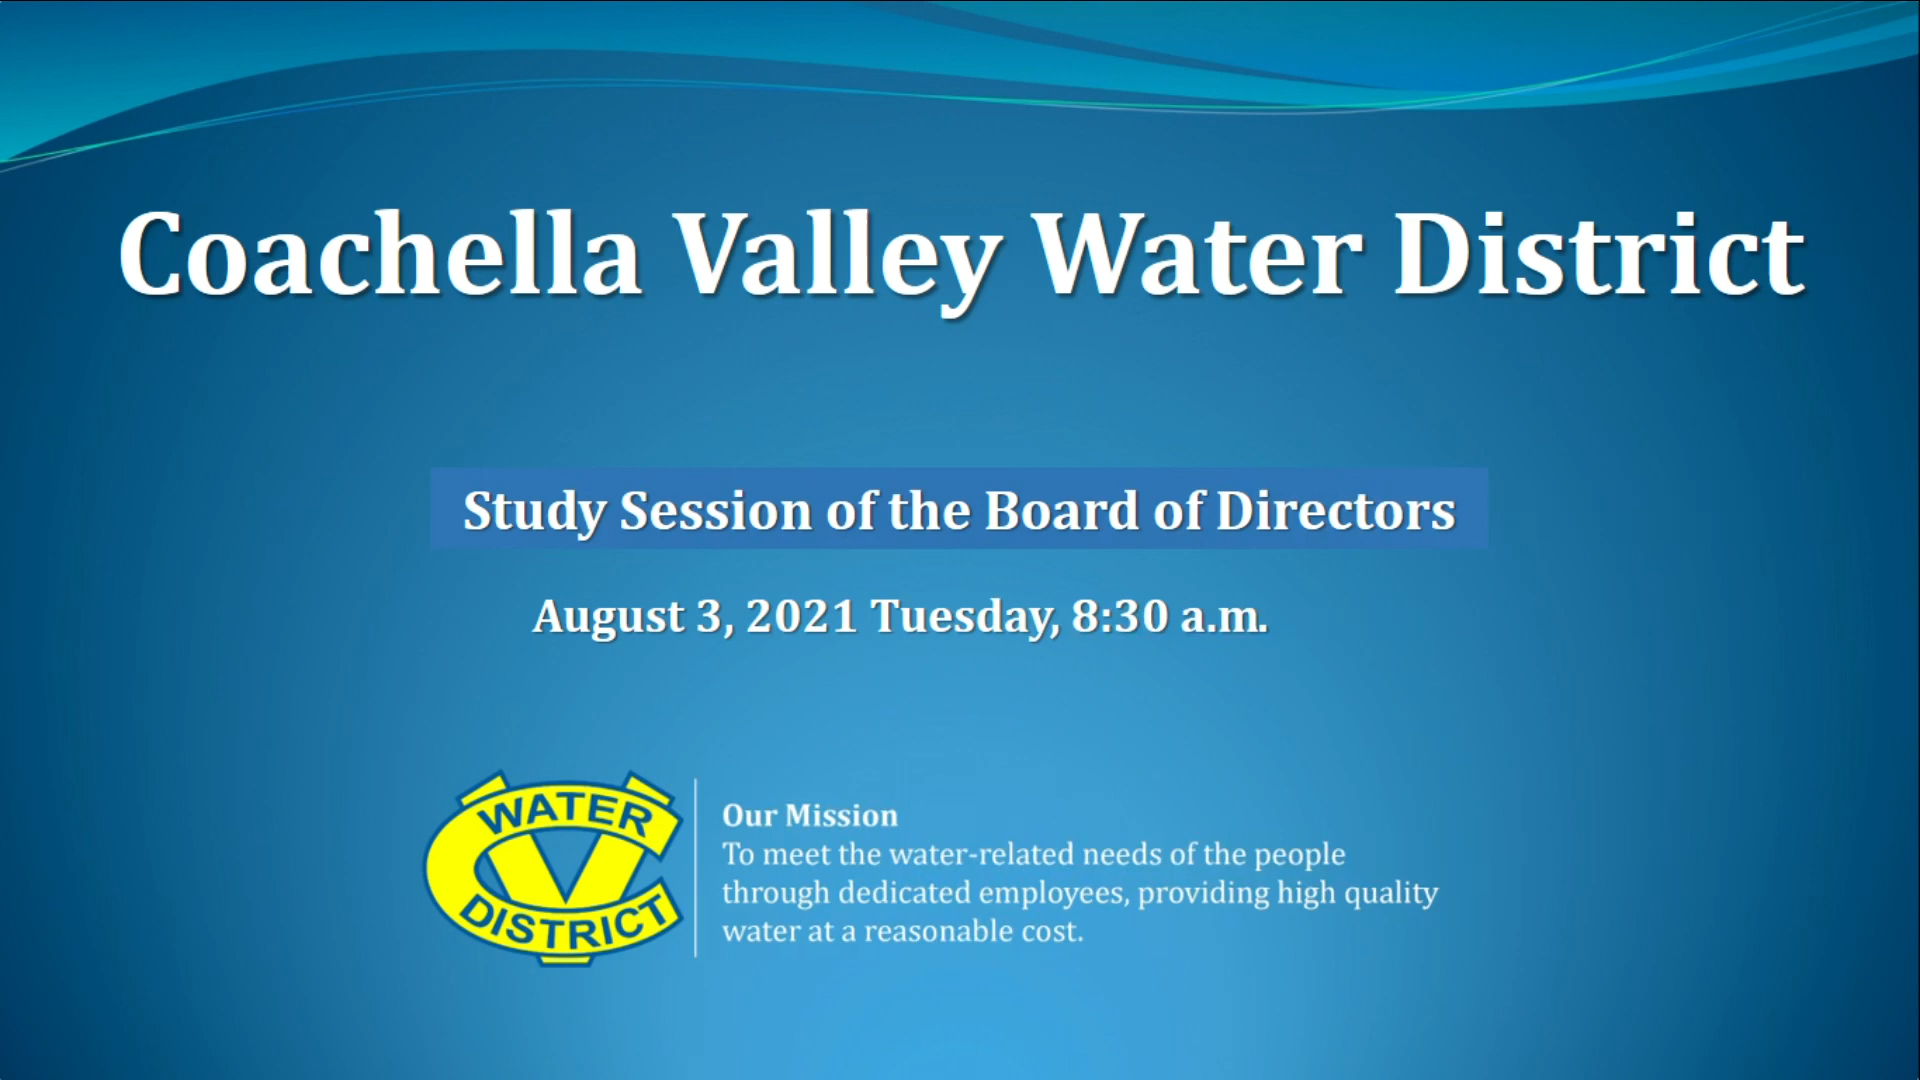 Coachella Valley Water District
Study Session of the Board of Directors
August 3, 2021 Tuesday, 8:30 a.m.
WATER
CV
DISTRICT
Our Mission
To meet the water-related needs of the people
through dedicated employees, providing high quality
water at a reasonable cost.